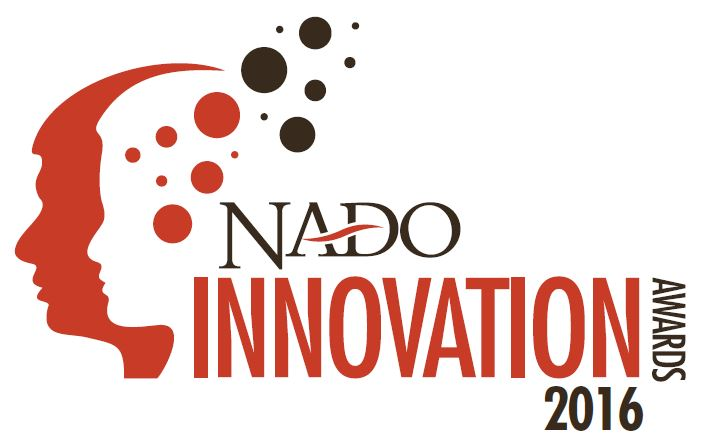 NADO
INNOVATION
AWARDS
2016